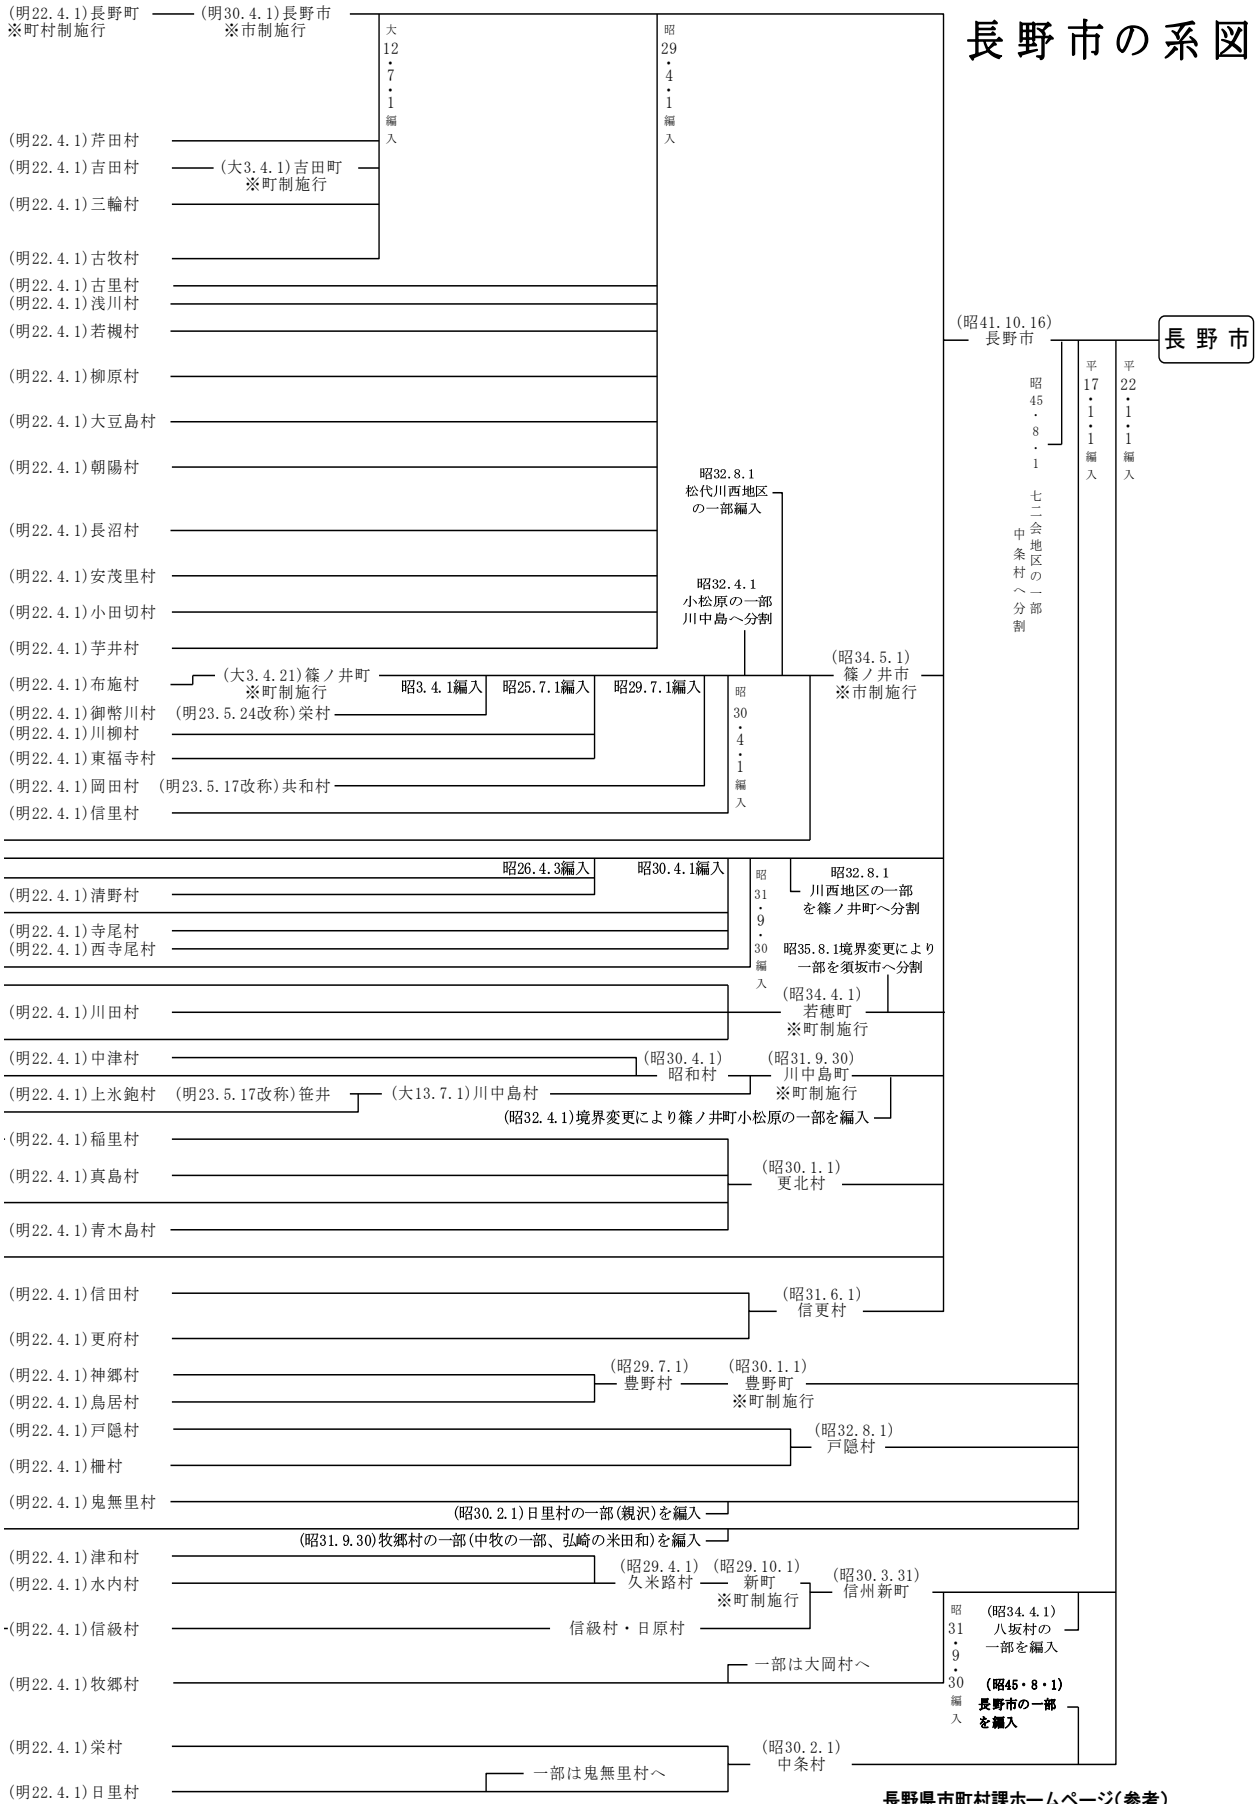 長野市の系図
(明22.4.1)長野町
※町村制施行
(明30.4.1)長野市
※市制施行
大12・7・1編入
昭29・4・1編入
(明22.4.1)芹田村
(明22.4.1)吉田村
(大3.4.1)吉田町
※町制施行
(明22.4.1)三輪村
(明22.4.1)古牧村
(明22.4.1)古里村
(明22.4.1)浅川村
(明22.4.1)若槻村
(明22.4.1)柳原村
(明22.4.1)大豆島村
(明22.4.1)朝陽村
(明22.4.1)長沼村
(明22.4.1)安茂里村
(明22.4.1)小田切村
(明22.4.1)芋井村
(昭41.10.16)
長野市
長野市
昭45・8・1 七二会地区の一部
中条村へ分割
平17・1・1編入
平22・1・1編入
昭32.8.1
松代川西地区
の一部編入
昭32.4.1
小松原の一部
川中島へ分割
(明22.4.1)布施村
(大3.4.21)篠ノ井町
※町制施行
昭3.4.1編入
昭25.7.1編入
昭29.7.1編入
昭30・4・1編入
(昭34.5.1)
篠ノ井市
※市制施行
(明22.4.1)御幣川村
(明23.5.24改称)栄村
(明22.4.1)川柳村
(明22.4.1)東福寺村
(明22.4.1)岡田村
(明23.5.17改称)共和村
(明22.4.1)信里村
昭26.4.3編入
昭30.4.1編入
昭31・9・30編入
昭32.8.1
川西地区の一部
を篠ノ井町へ分割
(明22.4.1)清野村
(明22.4.1)寺尾村
(明22.4.1)西寺尾村
昭35.8.1境界変更により
一部を須坂市へ分割
(明22.4.1)川田村
(昭34.4.1)
若穂町
※町制施行
(明22.4.1)中津村
(昭30.4.1)
昭和村
(昭31.9.30)
川中島町
※町制施行
(明22.4.1)上氷鉋村
(明23.5.17改称)笹井
(大13.7.1)川中島村
(昭32.4.1)境界変更により篠ノ井町小松原の一部を編入
(明22.4.1)稲里村
(明22.4.1)真島村
(昭30.1.1)
更北村
(明22.4.1)青木島村
(明22.4.1)信田村
(昭31.6.1)
信更村
(明22.4.1)更府村
(明22.4.1)神郷村
(昭29.7.1)
豊野村
(昭30.1.1)
豊野町
※町制施行
(明22.4.1)鳥居村
(明22.4.1)戸隠村
(昭32.8.1)
戸隠村
(明22.4.1)柵村
(明22.4.1)鬼無里村
(昭30.2.1)日里村の一部(親沢)を編入
(昭31.9.30)牧郷村の一部(中牧の一部、弘崎の米田和)を編入
(明22.4.1)津和村
(明22.4.1)水内村
(昭29.4.1)
久米路村
(昭29.10.1)
新町
※町制施行
(昭30.3.31)
信州新町
(明22.4.1)信級村
信級村・日原村
昭31・9・30編入
(昭34.4.1)
八坂村の
一部を編入
(明22.4.1)牧郷村
一部は大岡村へ
(昭45・8・1)
長野市の一部
を編入
(明22.4.1)栄村
(昭30.2.1)
中条村
(明22.4.1)日里村
一部は鬼無里村へ
長野県市町村課ホームページ(参考)